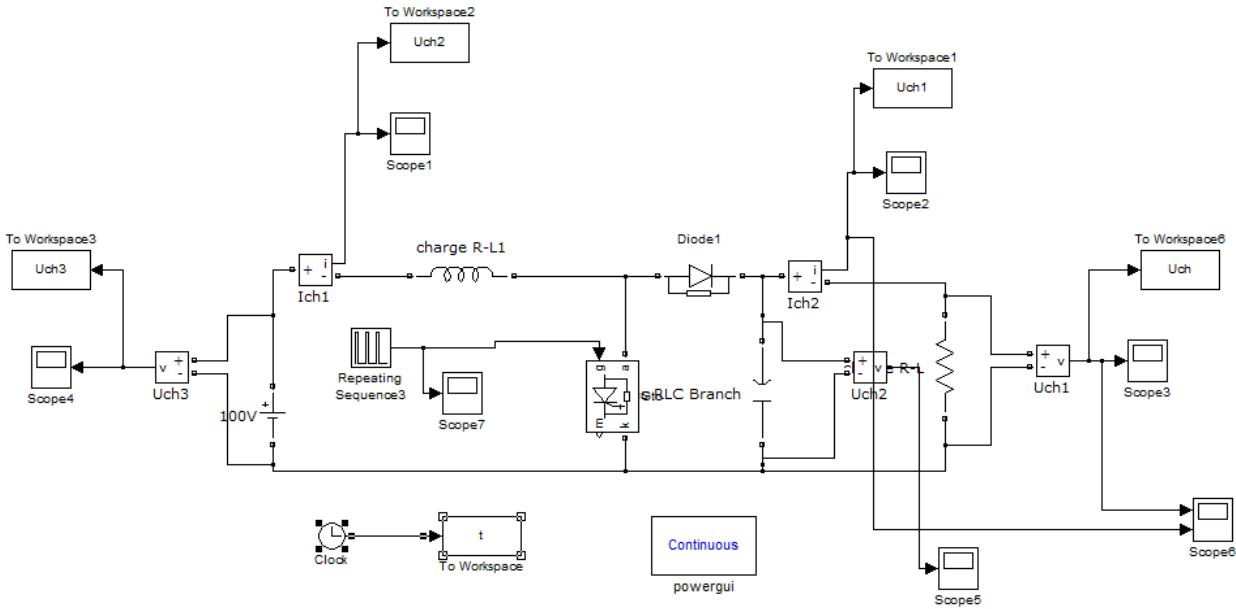 To Workspace2
Uch2
To Workspace1
Uch1
Scope1
Scope2
To Workspace3
Uch3
charge R-L1
Diode1
To Workspace6
Uch
+
i
-
Ich1
+
i
-
Ich2
Scope4
v
+
-
Uch3
Repeating
Sequence3
Scope7
g
a
m
k
RLC Branch
+
-
v
Uch2
R-L
+
-
v
Uch1
Scope3
+
100V
Clock
t
To Workspace
Continuous
powergui
Scope5
Scope6